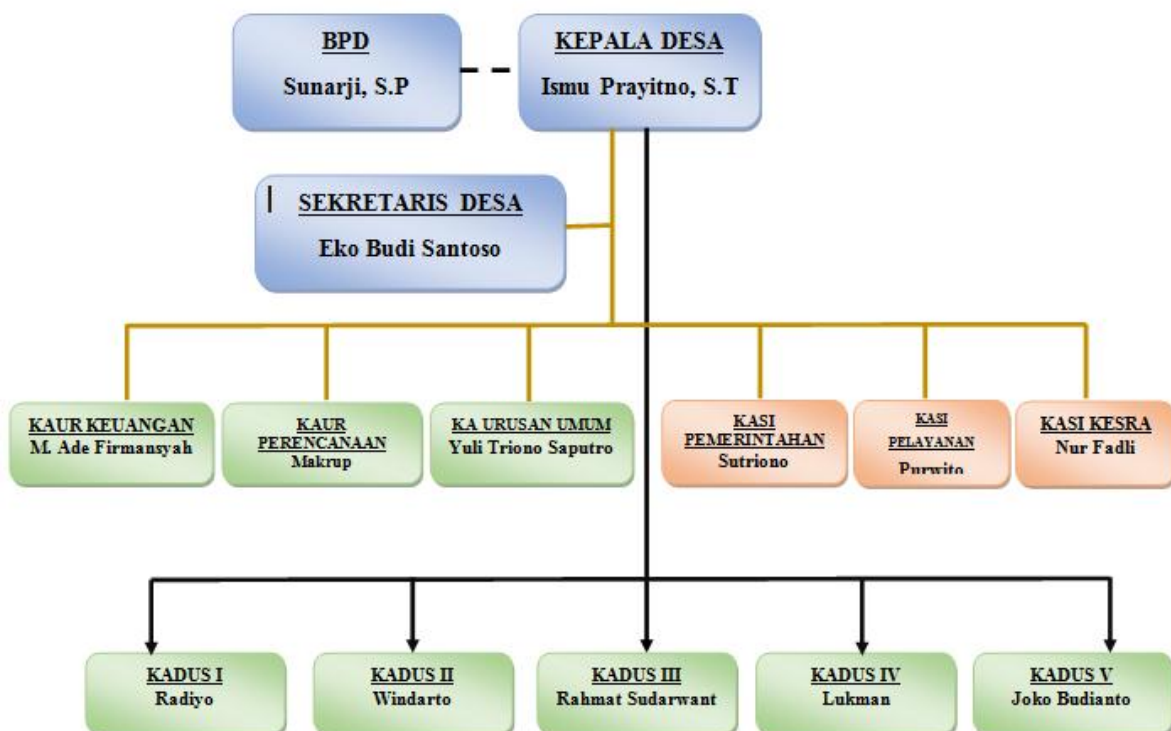 BPD
Sunarji, S.P
KEPALA DESA
Ismu Prayitno, S.T
SEKRETARIS DESA
Eko Budi Santoso
KAUR KEUANGAN
M. Ade Firmansyah
KAUR
PERENCANAAN
Makrup
KA URUSAN UMUM
Yuli Triono Saputro
KASI
PEMERINTAHAN
Sutriono
KASI
PELAYANAN
Purwito
KASI KESRA
Nur Fadli
KADUS I
Radiyo
KADUS II
Windarto
KADUS III
Rahmat Sudarwant
KADUS IV
Lukman
KADUS V
Joko Budianto